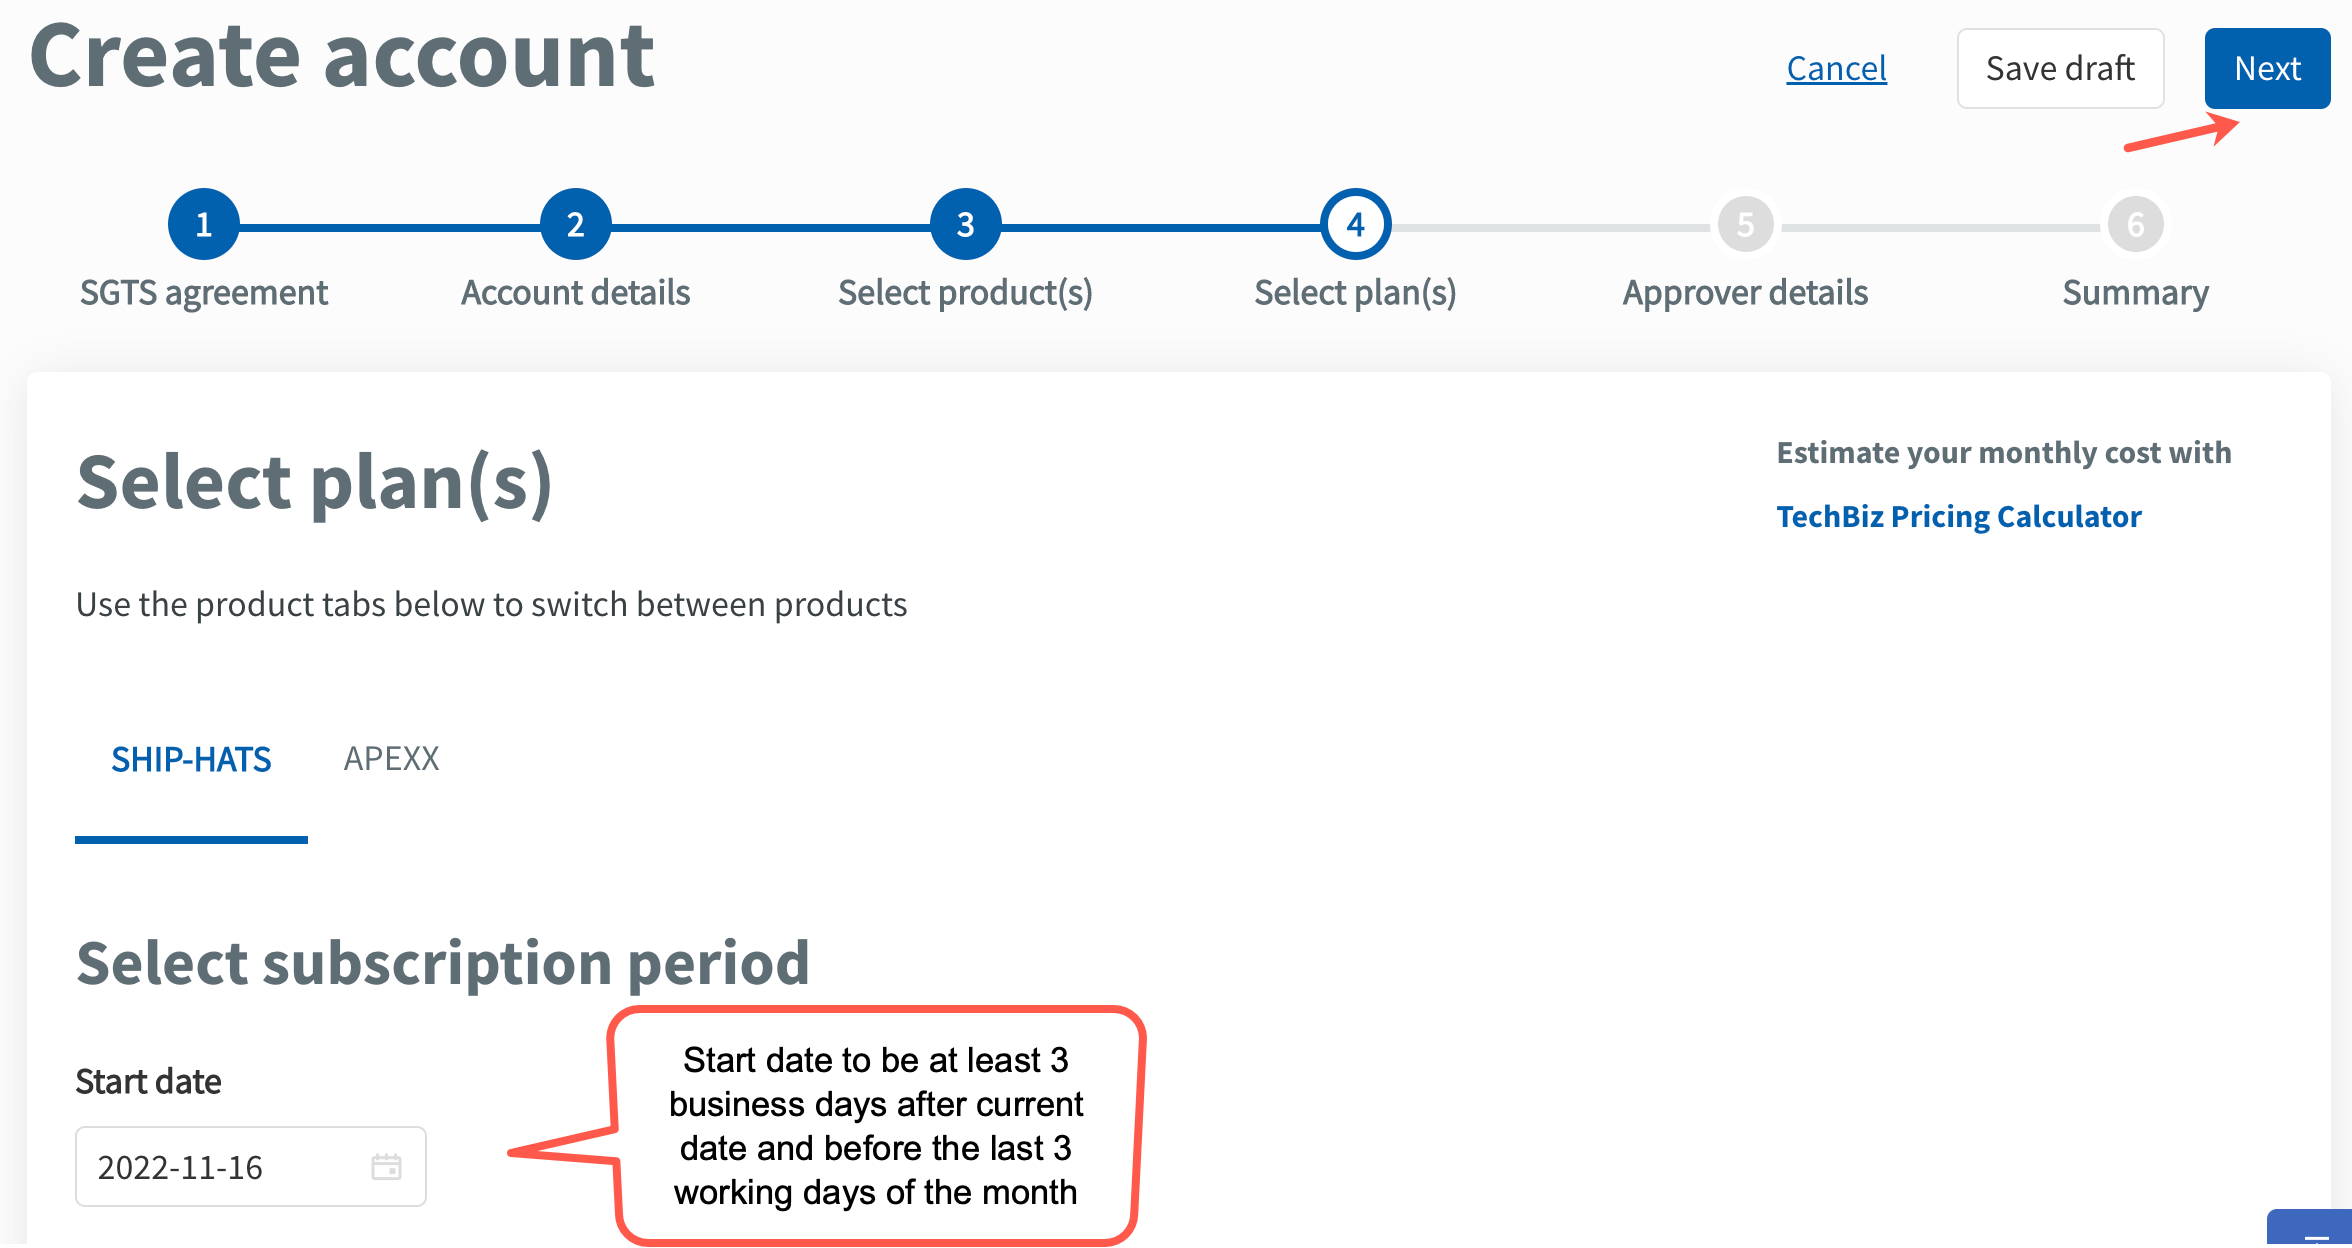 Create account
Cancel
Save draft
Next
1
2
3
4
5
6
SGTS agreement
Account details
Select product(s)
Select plan(s)
Approver details
Summary
Select plan(s)
Estimate your monthly cost with
TechBiz Pricing Calculator
Use the product tabs below to switch between products
SHIP-HATS
APEXX
Select subscription period
Start date
2022-11-16
Start date to be at least 3
business days after current
date and before the last 3
working days of the month